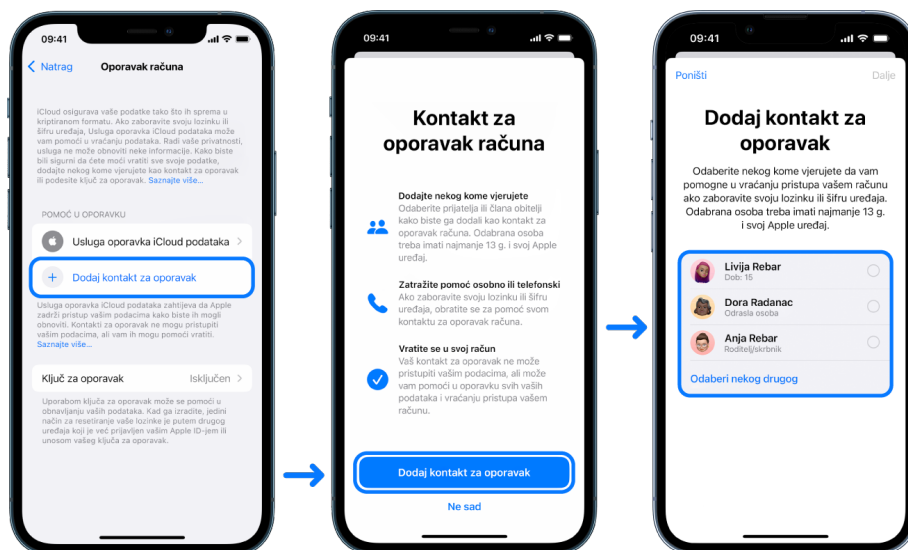 09:41
Natrag
Oporavak računa
iCloud osigurava vaše podatke tako što ih sprema u
kriptiranom formatu. Ako zaboravite svoju lozinku ili
šifru uređaja, Usluga oporavka iCloud podataka može
vam pomoći u vraćanju podataka. Radi vaše privatnosti,
usluga ne može obnoviti neke informacije. Kako biste
bili sigurni da ćete moći vratiti sve svoje podatke,
dodajte nekog kome vjerujete kao kontakt za oporavak
ili podesite ključ za oporavak. Saznajte više...
POMOĆ U OPORAVKU
Usluga oporavka iCloud podataka
Dodaj kontakt za oporavak
Usluga oporavka iCloud podataka zahtijeva da Apple
zadrži pristup vašim podacima kako biste ih mogli
obnoviti. Kontakti za oporavak ne mogu pristupiti
vašim podacima, ali vam ih mogu pomoći vratiti.
Saznajte više...
Ključ za oporavak
Isključen
Uporabom ključa za oporavak može se pomoći u
obnavljanju vaših podataka. Kad ga izradite, jedini
način za resetiranje vaše lozinke je putem drugog
uređaja koji je već prijavljen vašim Apple ID-jem ili
unosom vašeg ključa za oporavak.
09:41
Kontakt za
oporavak računa
Dodajte nekog kome vjerujete
Odaberite prijatelja ili člana obitelji
kako biste ga dodali kao kontakt za
oporavak računa. Odabrana osoba
treba imati najmanje 13 g. i svoj Apple
uređaj.
Zatražite pomoć osobno ili telefonski
Ako zaboravite svoju lozinku ili šifru
uređaja, obratite se za pomoć svom
kontaktu za oporavak računa.
Vratite se u svoj račun
Vaš kontakt za oporavak ne može
pristupiti vašim podacima, ali može
vam pomoći u oporavku svih vaših
podataka i vraćanju pristupa vašem
računu.
Dodaj kontakt za oporavak
Ne sad
09:41
Poništi
Dalje
Dodaj kontakt za
oporavak
Odaberite nekog kome vjerujete da vam
pomogne u vraćanju pristupa vašem računu
ako zaboravite svoju lozinku ili šifru uređaja.
Odabrana osoba treba imati najmanje 13 g.
i svoj Apple uređaj.
Livija Rebar
Dob: 15
Dora Radanac
Odrasla osoba
Anja Rebar
Roditelj/skrbnik
Odaberi nekog drugog